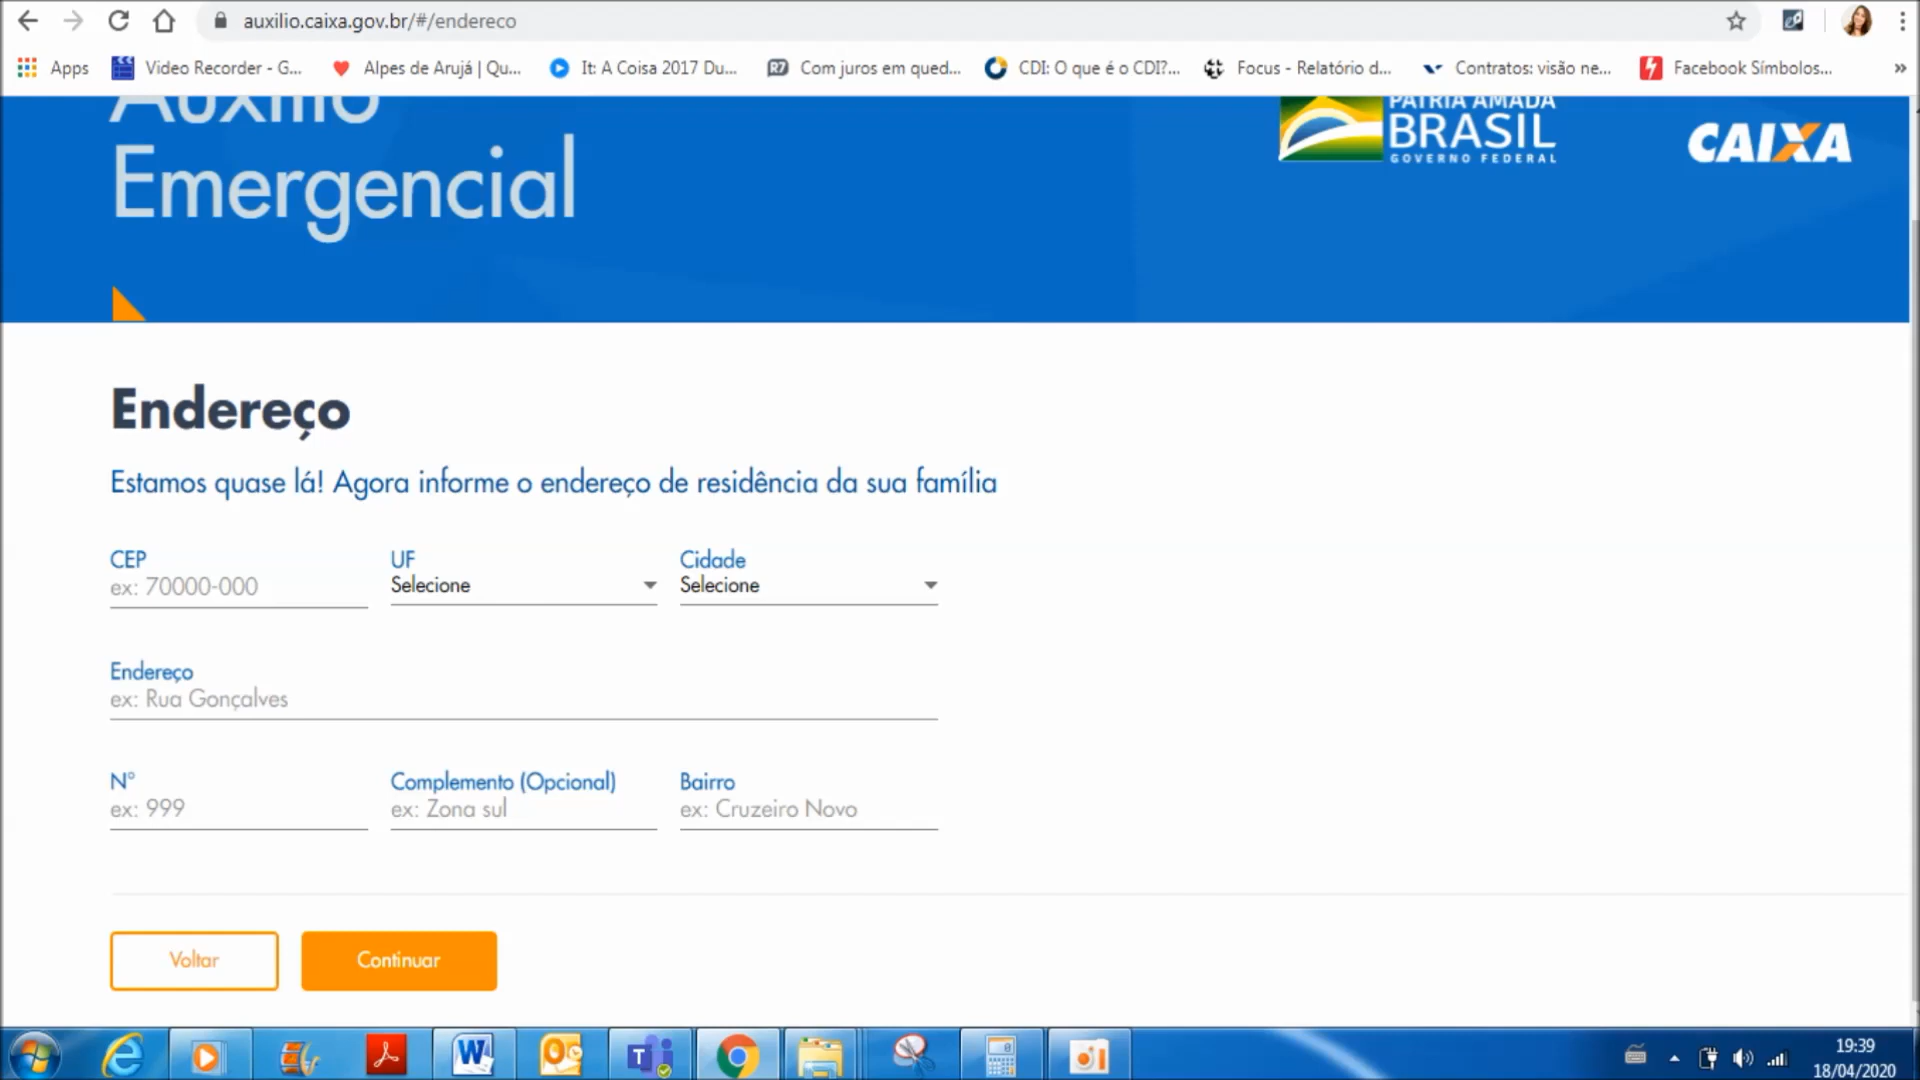 auxilio.caixa.gov.br/#/endereco
Apps Video Recorder - G... Alpes de Arujá | Qu... It: A Coisa 2017 Du... R7 Com juros em qued... CDI: O que é o CDI?... Focus - Relatório d... Contratos: visão ne... Facebook Símbolos... »
Auxílio
Emergencial
PÁTRIA AMADA
BRASIL
GOVERNO FEDERAL
CAIXA
Endereço
Estamos quase lá! Agora informe o endereço de residência da sua família
CEP UF Cidade
ex: 70000-000 Selecione Selecione
Endereço
ex: Rua Gonçalves
N° Complemento (Opcional) Bairro
ex: 999 ex: Zona sul ex: Cruzeiro Novo
Voltar Continuar
19:39
18/04/2020